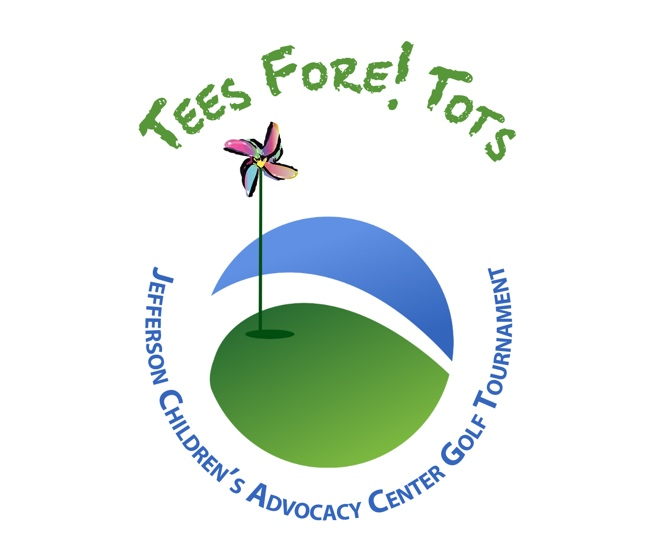 Tees Fore! Tots
Jefferson Children's Advocacy Center Golf Tournament